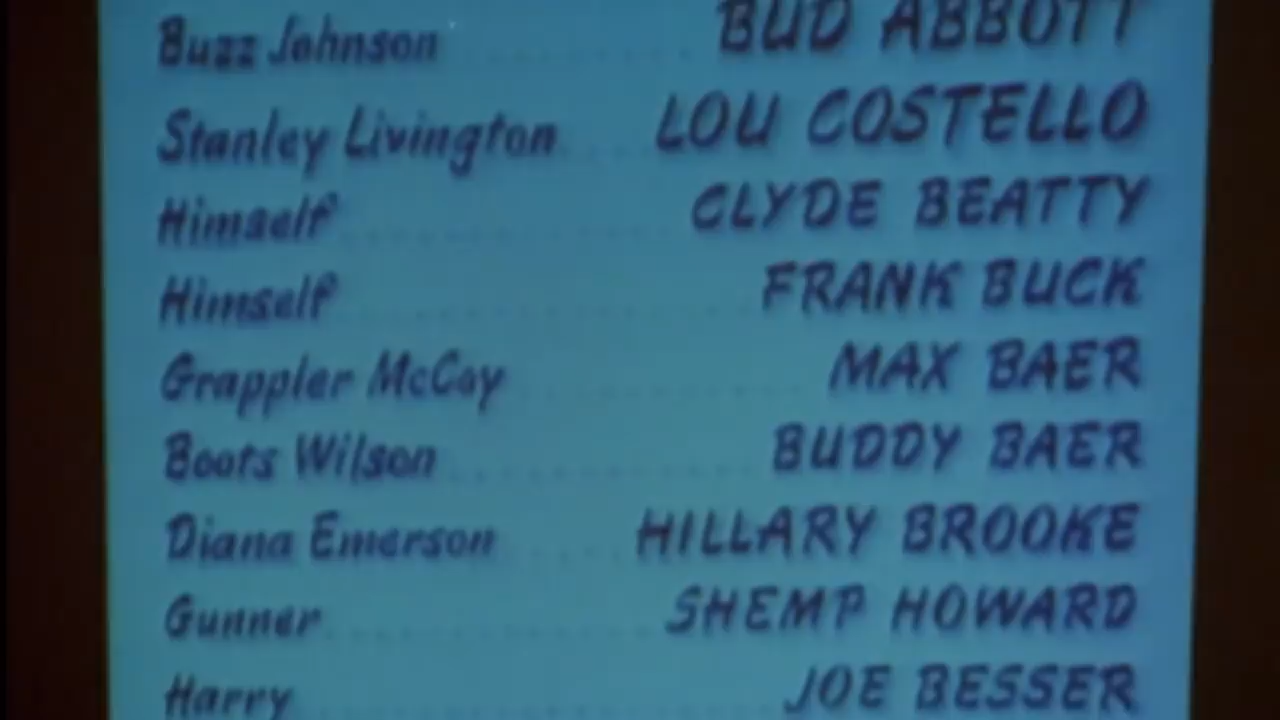 Buzz Johnson BUD ABBOTT
Stanley Livington LOU COSTELLO
Himself CLYDE BEATTY
Himself FRANK BUCK
Grappler McCoy MAX BAER
Boots Wilson BUDDY BAER
Diana Emerson HILLARY BROOKE
Gunner SHEMP HOWARD
Harry JOE BESSER